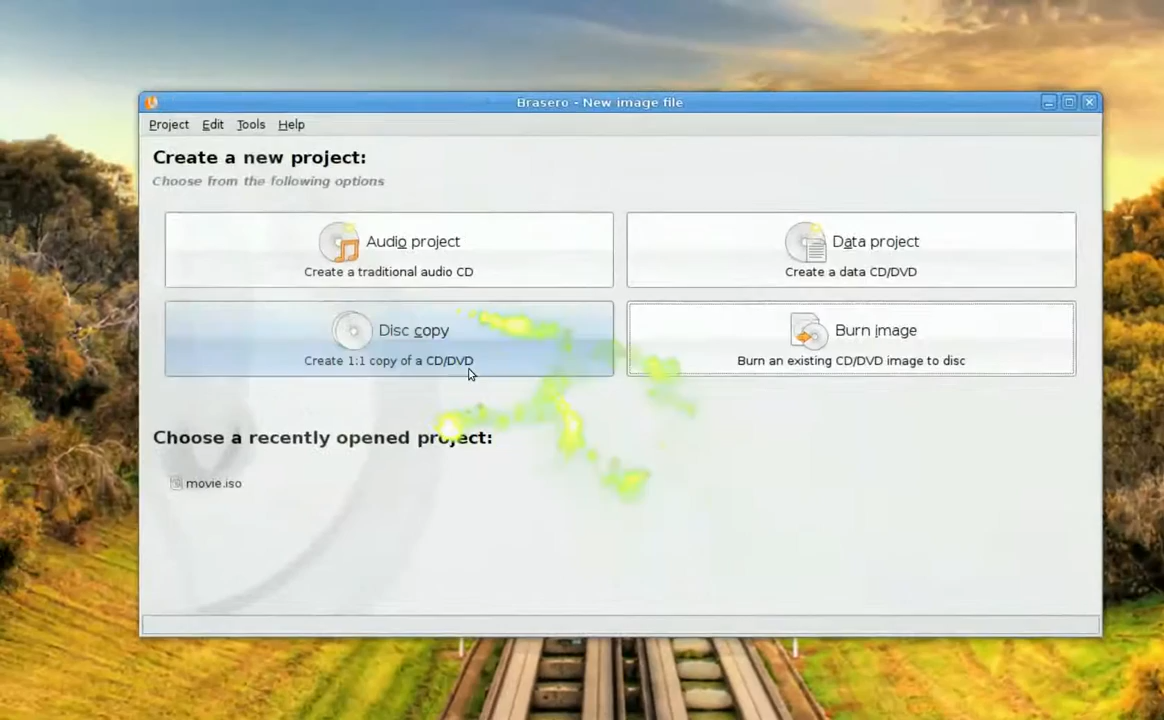 Brasero - New image file
Project Edit Tools Help
Create a new project:
Choose from the following options
Audio project
Create a traditional audio CD
Data project
Create a data CD/DVD
Disc copy
Create 1:1 copy of a CD/DVD
Burn image
Burn an existing CD/DVD image to disc
Choose a recently opened project:
movie.iso